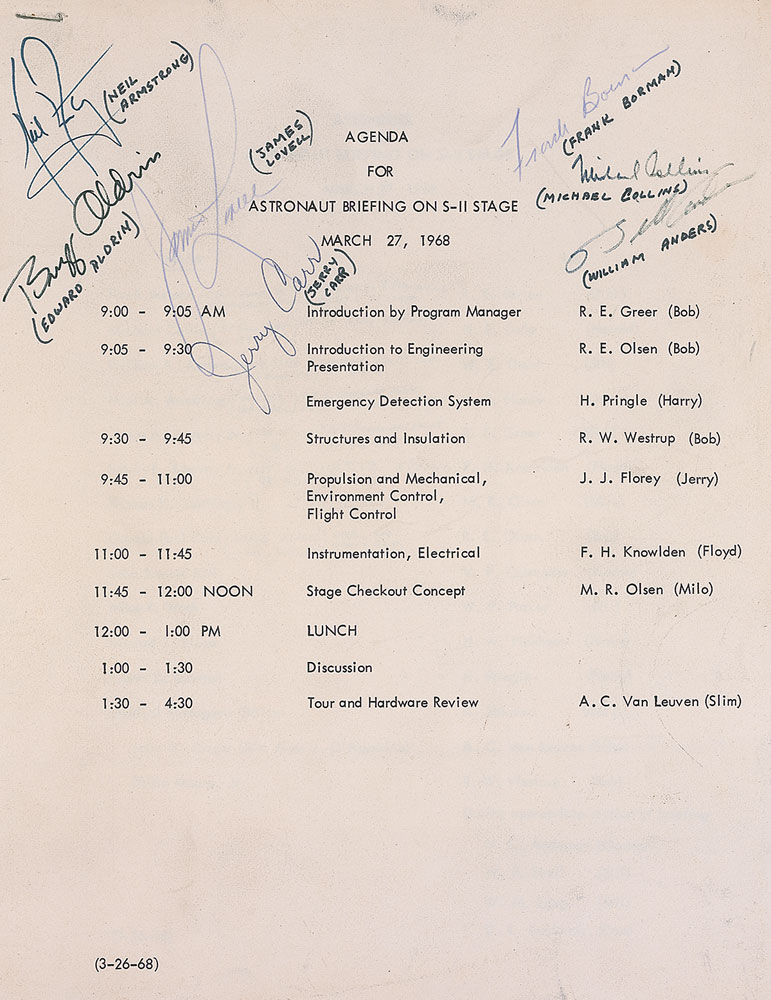 Neil Armstrong
(NEIL
ARMSTRONG)
Buzz Aldrin
(EDWARD ALDRIN)
James Lovell
(JAMES
LOVELL)
Jerry Carr
(JERRY
CARR)
Frank Borman
(FRANK BORMAN)
Michael Collins
(MICHAEL COLLINS)
(WILLIAM ANDERS)
AGENDA
FOR
ASTRONAUT BRIEFING ON S-II STAGE
MARCH 27, 1968
9:00 - 9:05 AM Introduction by Program Manager R. E. Greer (Bob)
9:05 - 9:30 Introduction to Engineering R. E. Olsen (Bob)
Presentation
Emergency Detection System H. Pringle (Harry)
9:30 - 9:45 Structures and Insulation R. W. Westrup (Bob)
9:45 - 11:00 Propulsion and Mechanical, J. J. Florey (Jerry)
Environment Control,
Flight Control
11:00 - 11:45 Instrumentation, Electrical F. H. Knowlden (Floyd)
11:45 - 12:00 NOON Stage Checkout Concept M. R. Olsen (Milo)
12:00 - 1:00 PM LUNCH
1:00 - 1:30 Discussion
1:30 - 4:30 Tour and Hardware Review A. C. Van Leuven (Slim)
(3-26-68)